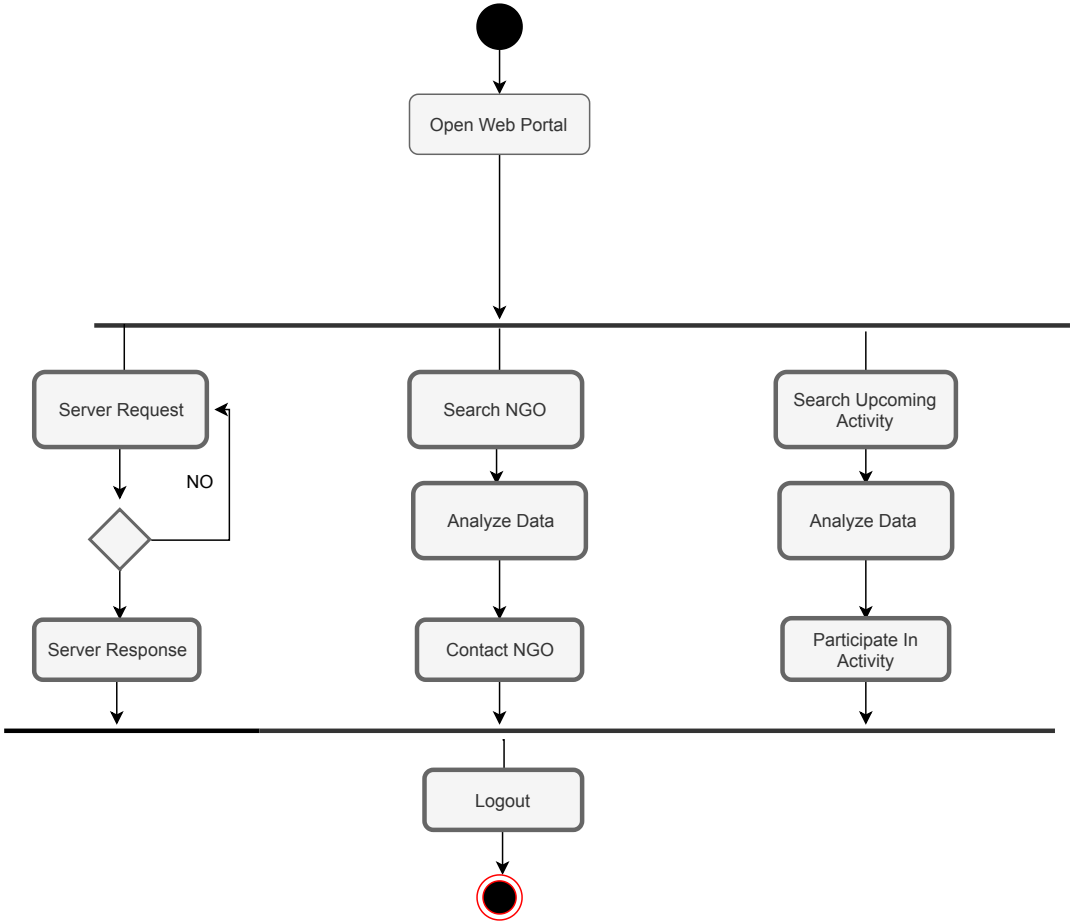 Open Web Portal
Server Request
Search NGO
Search Upcoming
Activity
NO
Analyze Data
Analyze Data
Server Response
Contact NGO
Participate In
Activity
Logout